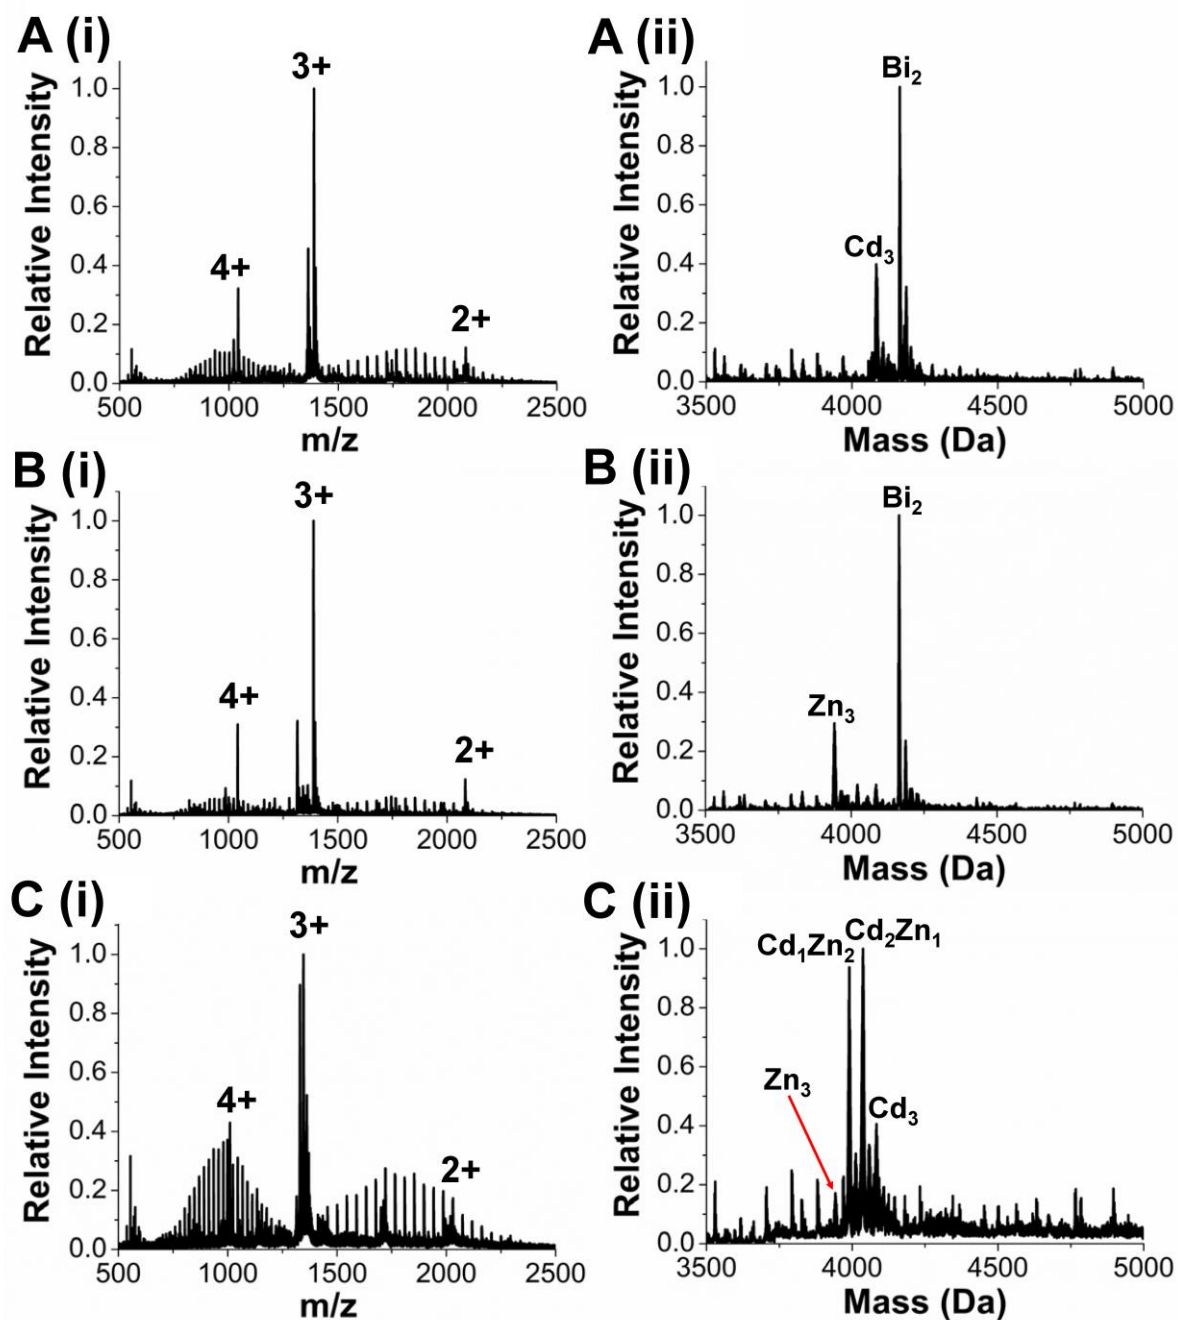 A (i)
Relative Intensity
1.0
0.8
0.6
0.4
0.2
0.0
3+
4+
2+
500 1000 1500 2000 2500
m/z
A (ii)
Relative Intensity
1.0
0.8
0.6
0.4
0.2
0.0
Bi₂
Cd₃
3500 4000 4500 5000
Mass (Da)
B (i)
Relative Intensity
1.0
0.8
0.6
0.4
0.2
0.0
3+
4+
2+
500 1000 1500 2000 2500
m/z
B (ii)
Relative Intensity
1.0
0.8
0.6
0.4
0.2
0.0
Bi₂
Zn₃
3500 4000 4500 5000
Mass (Da)
C (i)
Relative Intensity
1.0
0.8
0.6
0.4
0.2
0.0
3+
4+
2+
500 1000 1500 2000 2500
m/z
C (ii)
Relative Intensity
1.0
0.8
0.6
0.4
0.2
0.0
Cd₁Zn₂
Cd₂Zn₁
Zn₃
Cd₃
3500 4000 4500 5000
Mass (Da)